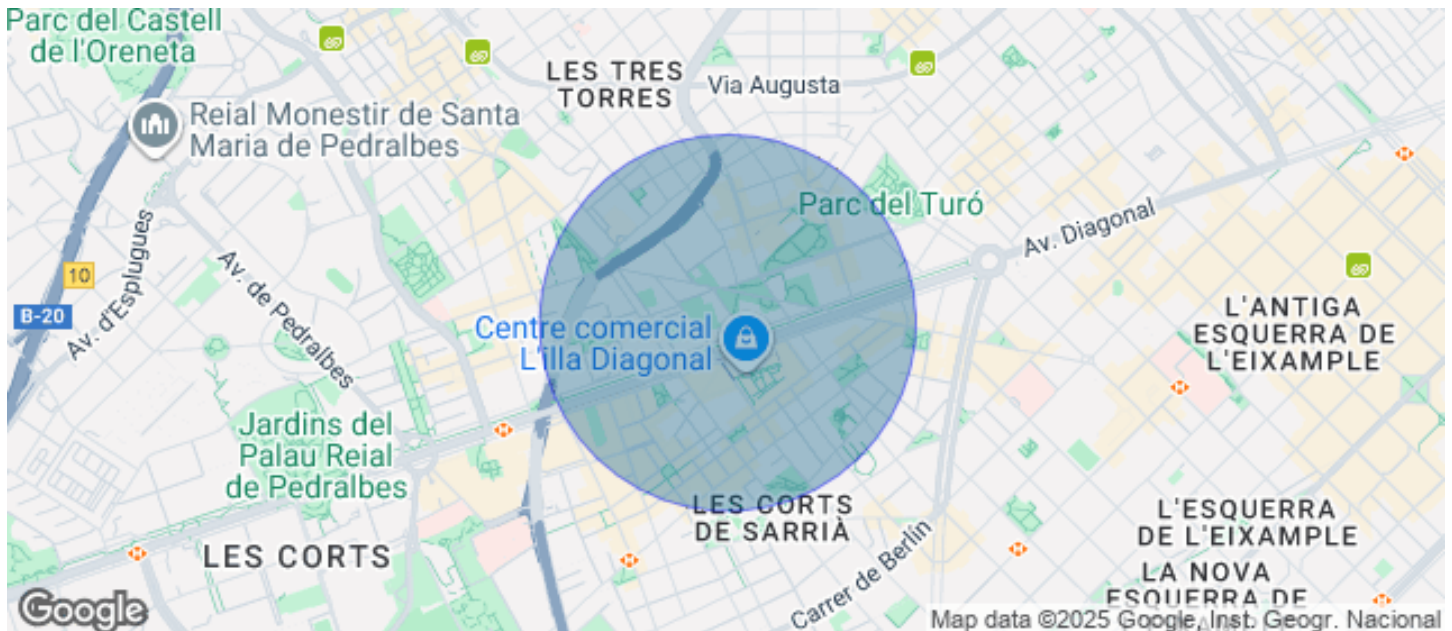 Parc del Castell
de l'Oreneta
LES TRES
TORRES
Via Augusta
Reial Monestir de Santa
Maria de Pedralbes
Parc del Turó
Av. Diagonal
10
B-20
Av. d'Esplugues
Av. de Pedralbes
Centre comercial
L'illa Diagonal
L'ANTIGA
ESQUERRA DE
L'EIXAMPLE
Jardins del
Palau Reial
de Pedralbes
LES CORTS
LES CORTS
DE SARRIÀ
Carrer de Berlín
L'ESQUERRA
DE L'EIXAMPLE
LA NOVA
ESQUERRA DE
Google
Map data ©2025 Google, Inst. Geogr. Nacional